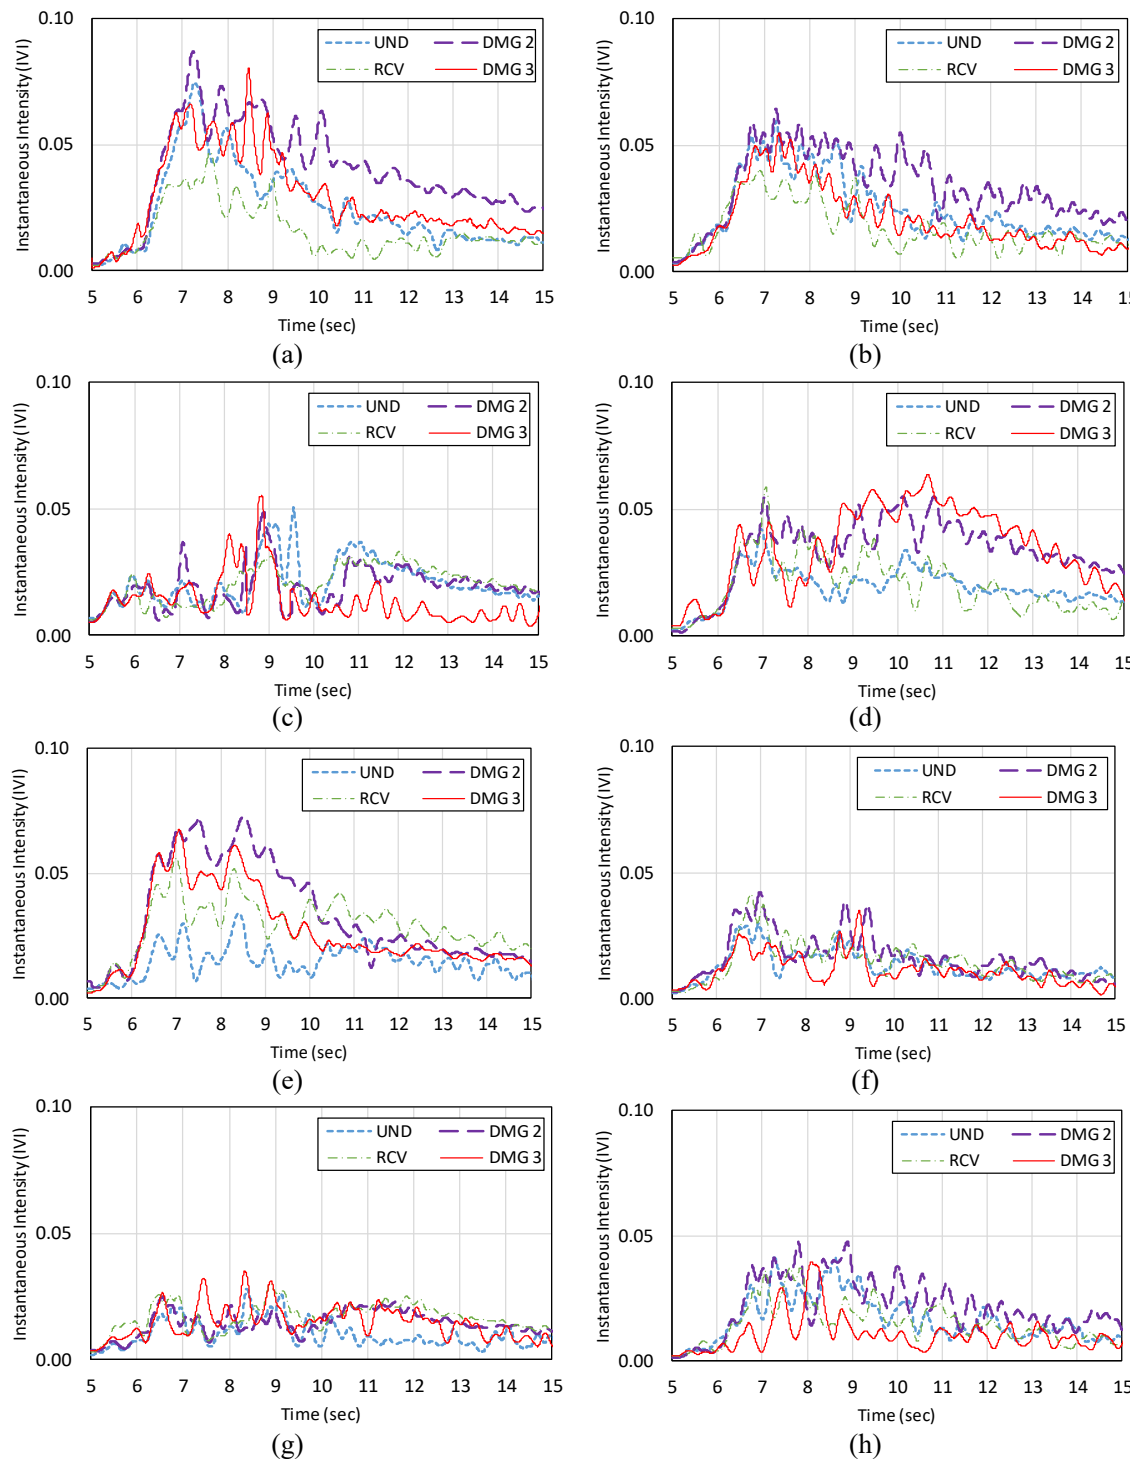 Instantaneous Intensity (IVI)
0.10
0.05
0.00
UND DMG 2
RCV DMG 3
5 6 7 8 9 10 11 12 13 14 15
Time (sec)
(a)
Instantaneous Intensity (IVI)
0.10
0.05
0.00
UND DMG 2
RCV DMG 3
5 6 7 8 9 10 11 12 13 14 15
Time (sec)
(b)
Instantaneous Intensity (IVI)
0.10
0.05
0.00
UND DMG 2
RCV DMG 3
5 6 7 8 9 10 11 12 13 14 15
Time (sec)
(c)
Instantaneous Intensity (IVI)
0.10
0.05
0.00
UND DMG 2
RCV DMG 3
5 6 7 8 9 10 11 12 13 14 15
Time (sec)
(d)
Instantaneous Intensity (IVI)
0.10
0.05
0.00
UND DMG 2
RCV DMG 3
5 6 7 8 9 10 11 12 13 14 15
Time (sec)
(e)
Instantaneous Intensity (IVI)
0.10
0.05
0.00
UND DMG 2
RCV DMG 3
5 6 7 8 9 10 11 12 13 14 15
Time (sec)
(f)
Instantaneous Intensity (IVI)
0.10
0.05
0.00
UND DMG 2
RCV DMG 3
5 6 7 8 9 10 11 12 13 14 15
Time (sec)
(g)
Instantaneous Intensity (IVI)
0.10
0.05
0.00
UND DMG 2
RCV DMG 3
5 6 7 8 9 10 11 12 13 14 15
Time (sec)
(h)